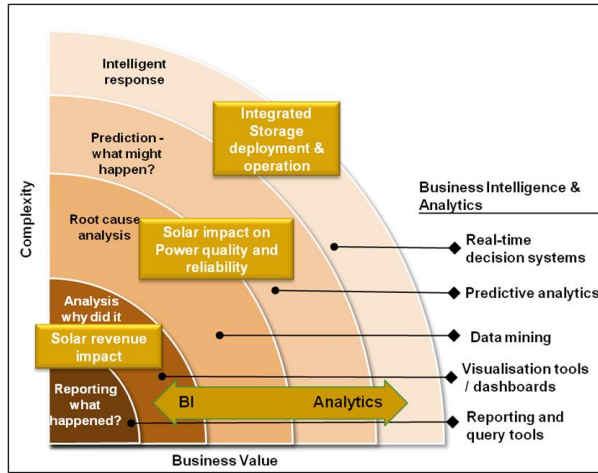 Intelligent
response
Integrated
Storage
deployment &
operation
Prediction -
what might
happen?
Business Intelligence &
Analytics
Complexity
Root cause
analysis
Solar impact on
Power quality and
reliability
Real-time
decision systems
Predictive analytics
Analysis
why did it
Solar revenue
impact
Data mining
Visualisation tools
/ dashboards
Reporting
what
happened?
BI
Analytics
Reporting and
query tools
Business Value